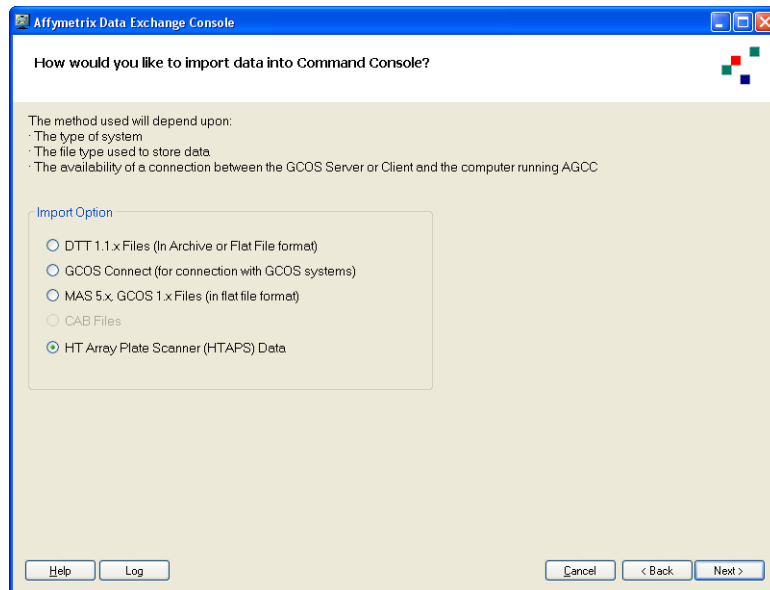 Affymetrix Data Exchange Console
How would you like to import data into Command Console?
The method used will depend upon:
· The type of system
· The file type used to store data
· The availability of a connection between the GCOS Server or Client and the computer running AGCC
Import Option
DTT 1.1.x Files (In Archive or Flat File format)
GCOS Connect (for connection with GCOS systems)
MAS 5.x, GCOS 1.x Files (in flat file format)
CAB Files
HT Array Plate Scanner (HTAPS) Data
Help Log Cancel < Back Next >